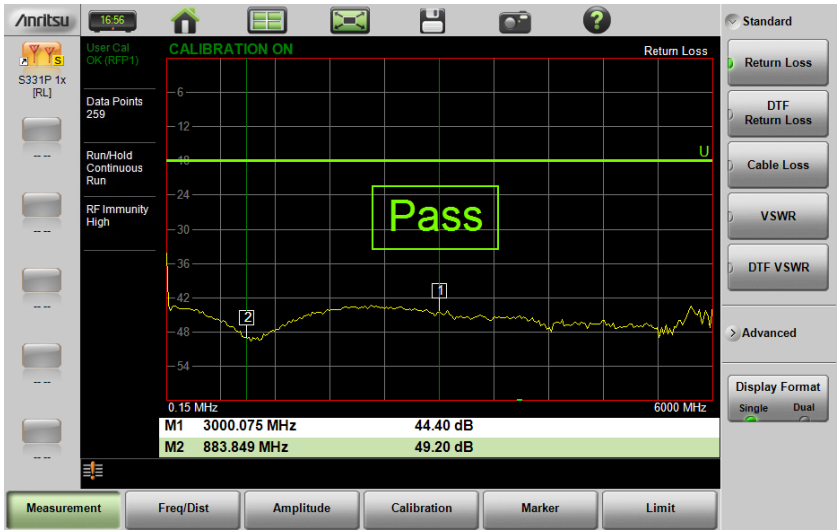 Anritsu
16:56
?
Standard
S
S331P 1x
[RL]
-- --
-- --
-- --
-- --
-- --
User Cal
OK (RFP1)
Data Points
259
Run/Hold
Continuous
Run
RF Immunity
High
CALIBRATION ON
Return Loss
-6
-12
-18
-24
-30
-36
-42
-48
-54
U
Pass
1
2
0.15 MHz
6000 MHz
M1 3000.075 MHz 44.40 dB
M2 883.849 MHz 49.20 dB
Return Loss
DTF
Return Loss
Cable Loss
VSWR
DTF VSWR
Advanced
Display Format
Single Dual
Measurement
Freq/Dist
Amplitude
Calibration
Marker
Limit